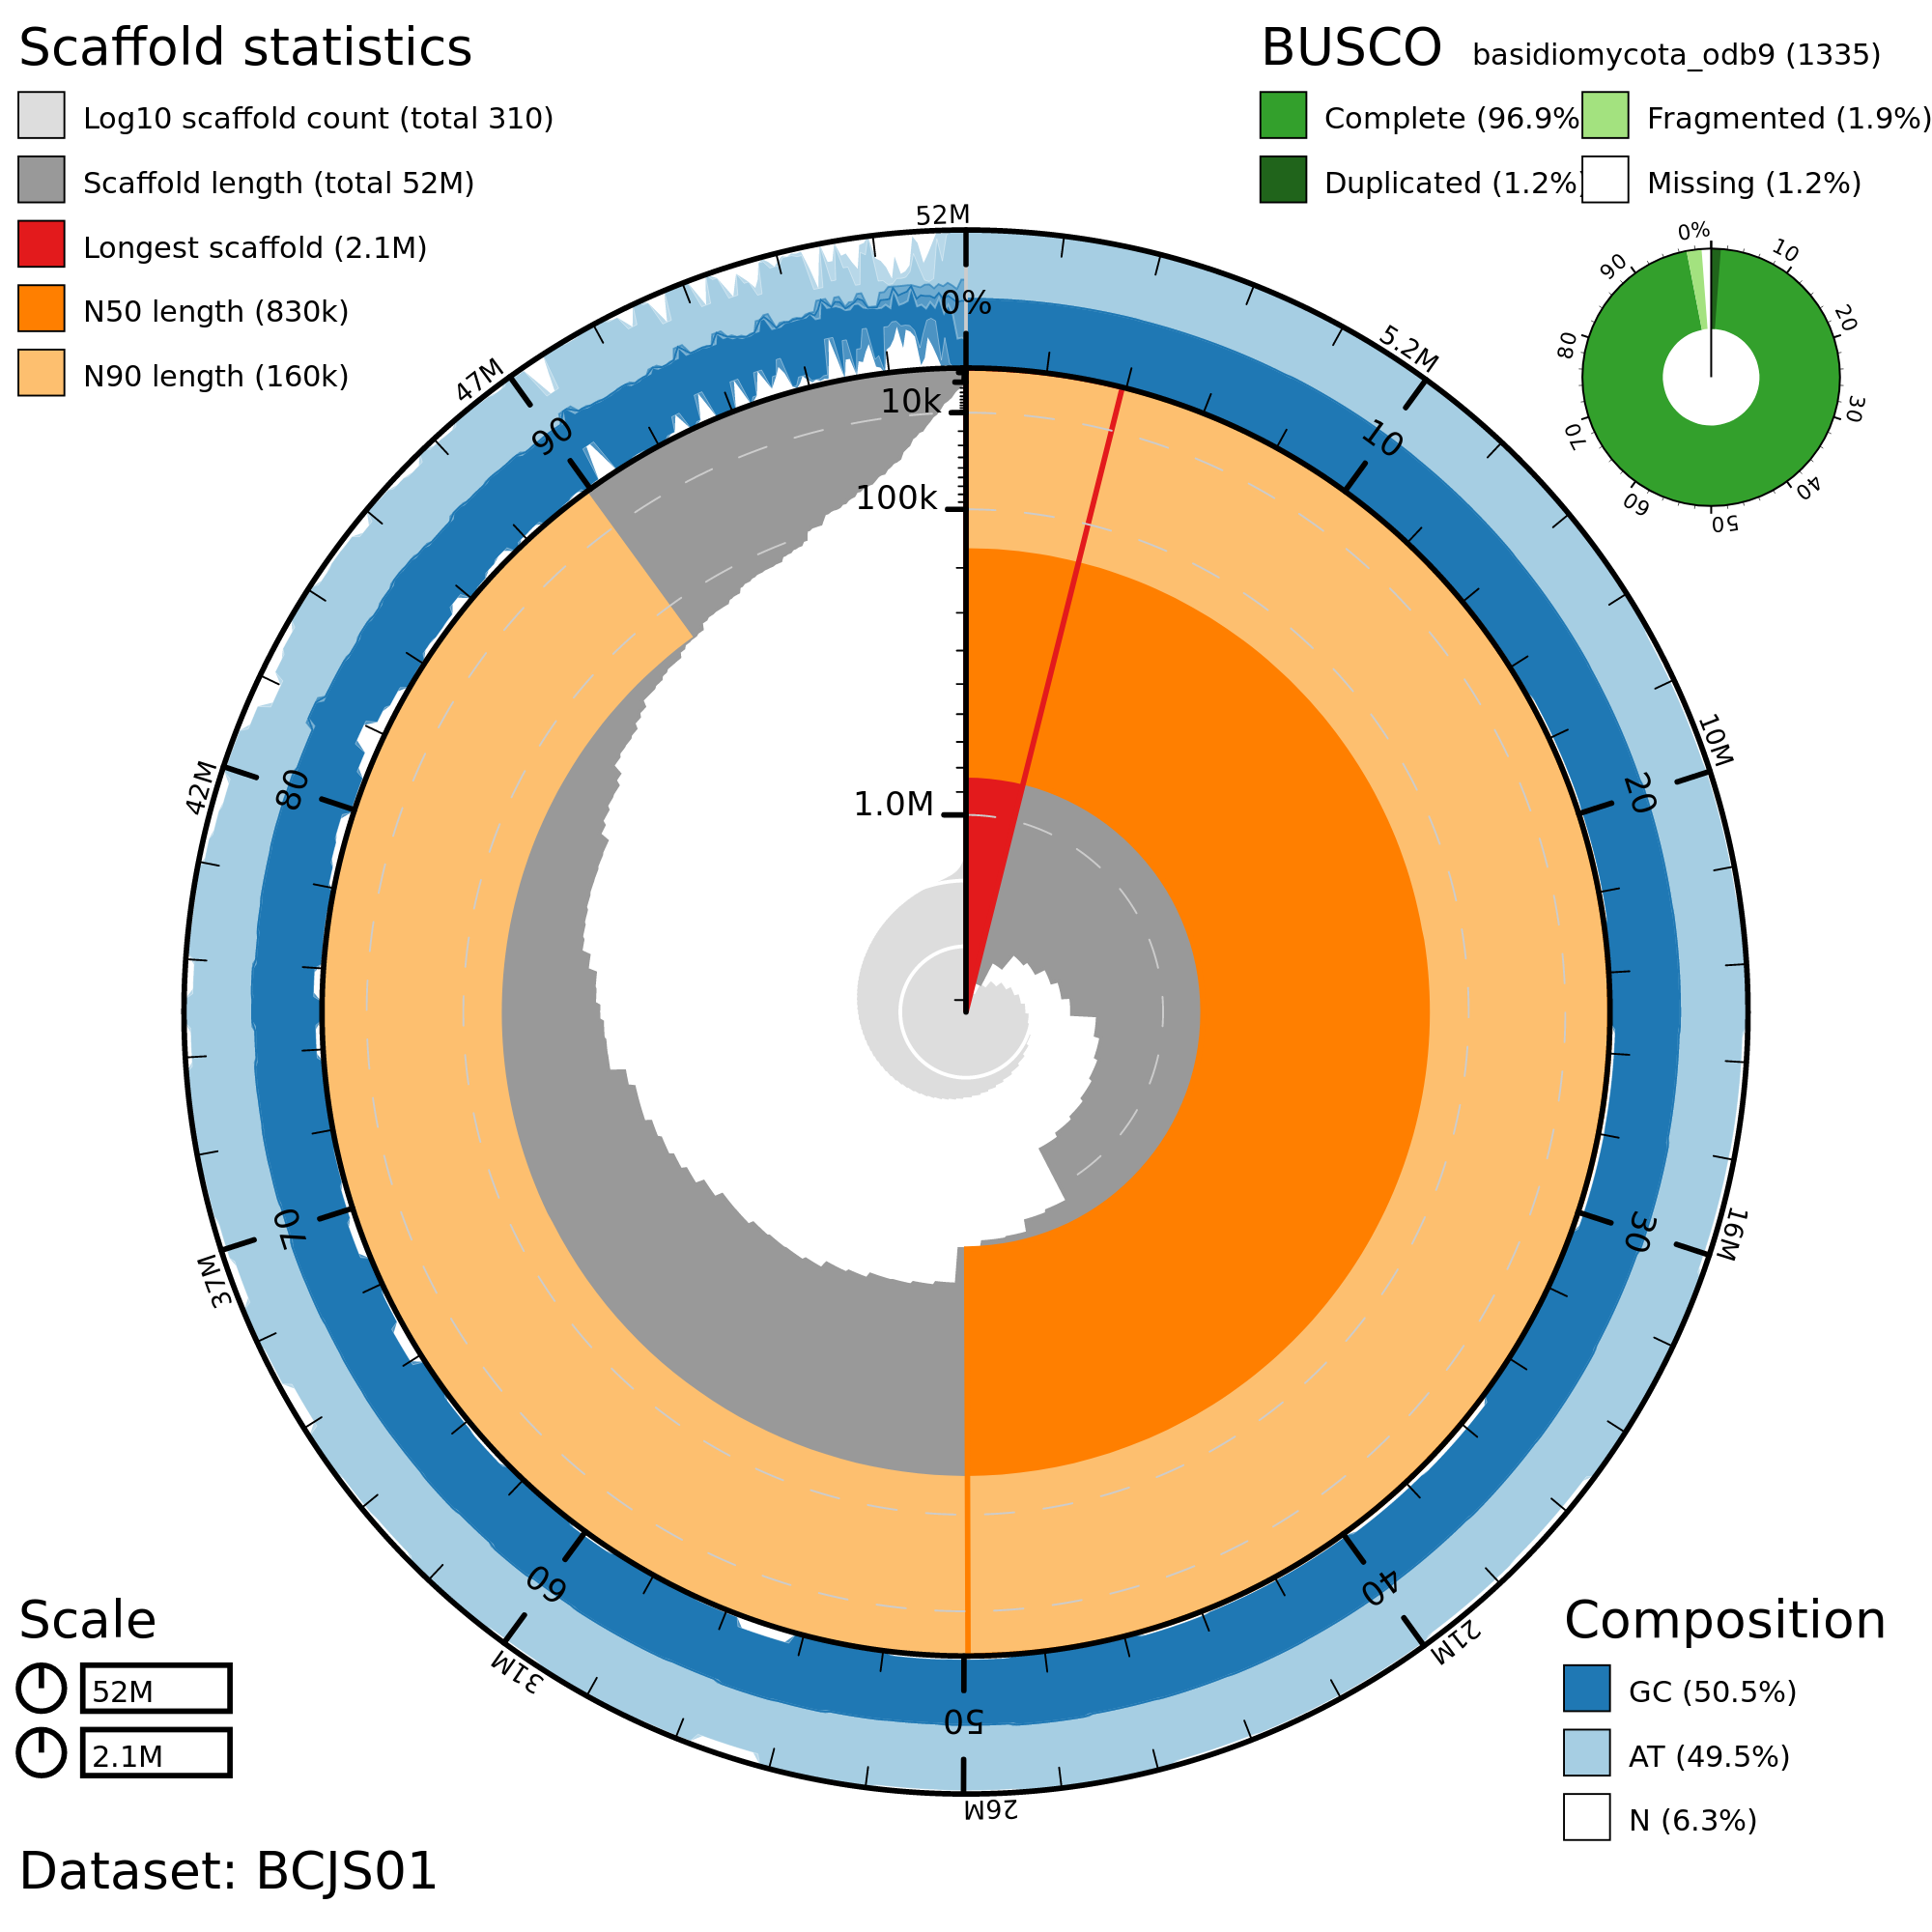 Scaffold statistics
Log10 scaffold count (total 310)
Scaffold length (total 52M)
Longest scaffold (2.1M)
N50 length (830k)
N90 length (160k)
BUSCO basidiomycota_odb9 (1335)
Complete (96.9%
Fragmented (1.9%)
Duplicated (1.2%)
Missing (1.2%)
0%
10
20
30
40
50
60
70
80
90
52M
5.2M
10M
16M
21M
26M
31M
37M
42M
47M
0%
10
20
30
40
50
60
70
80
90
10k
100k
1.0M
Scale
52M
2.1M
Composition
GC (50.5%)
AT (49.5%)
N (6.3%)
Dataset: BCJS01